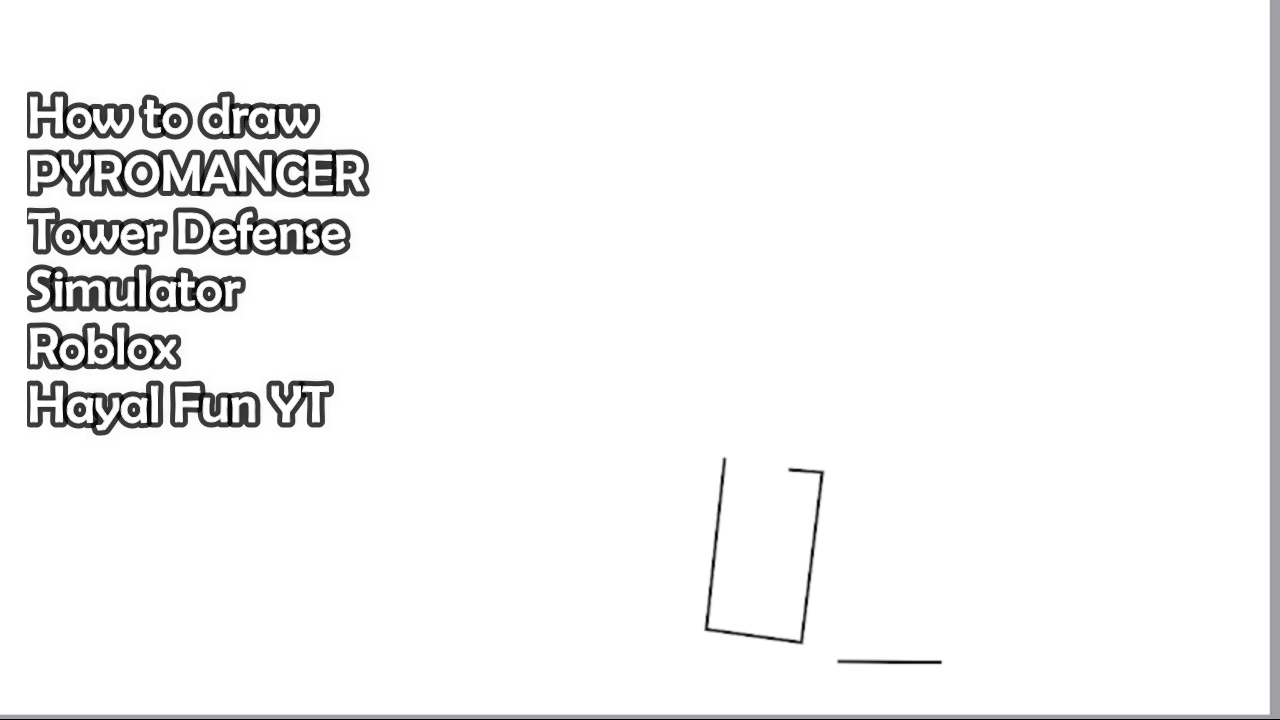 How to draw
PYROMANCER
Tower Defense
Simulator
Roblox
Hayal Fun YT